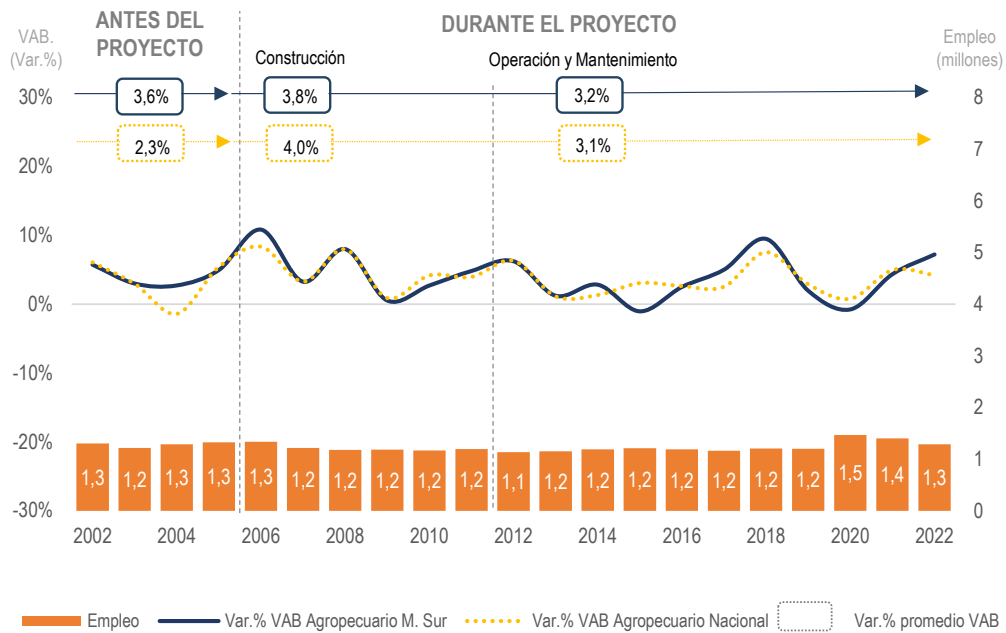 VAB.
(Var.%)
ANTES DEL
PROYECTO
DURANTE EL PROYECTO
Empleo
(millones)
Construcción
Operación y Mantenimiento
3,6%
3,8%
3,2%
2,3%
4,0%
3,1%
30%
20%
10%
0%
-10%
-20%
-30%
8
7
6
5
4
3
2
1
0
1,3 1,2 1,3 1,3 1,3 1,2 1,2 1,2 1,2 1,2 1,1 1,2 1,2 1,2 1,2 1,2 1,2 1,2 1,5 1,4 1,3
2002 2004 2006 2008 2010 2012 2014 2016 2018 2020 2022
Empleo
Var.% VAB Agropecuario M. Sur
Var.% VAB Agropecuario Nacional
Var.% promedio VAB